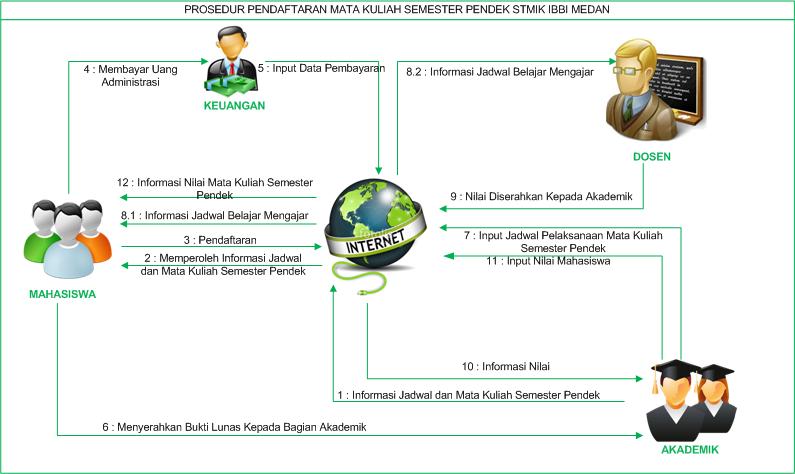 PROSEDUR PENDAFTARAN MATA KULIAH SEMESTER PENDEK STMIK IBBI MEDAN
4 : Membayar Uang
Administrasi
KEUANGAN
5 : Input Data Pembayaran
8.2 : Informasi Jadwal Belajar Mengajar
DOSEN
12 : Informasi Nilai Mata Kuliah Semester
Pendek
8.1 : Informasi Jadwal Belajar Mengajar
3 : Pendaftaran
2 : Memperoleh Informasi Jadwal
dan Mata Kuliah Semester Pendek
MAHASISWA
INTERNET
9 : Nilai Diserahkan Kepada Akademik
7 : Input Jadwal Pelaksanaan Mata Kuliah
Semester Pendek
11 : Input Nilai Mahasiswa
10 : Informasi Nilai
1 : Informasi Jadwal dan Mata Kuliah Semester Pendek
6 : Menyerahkan Bukti Lunas Kepada Bagian Akademik
AKADEMIK